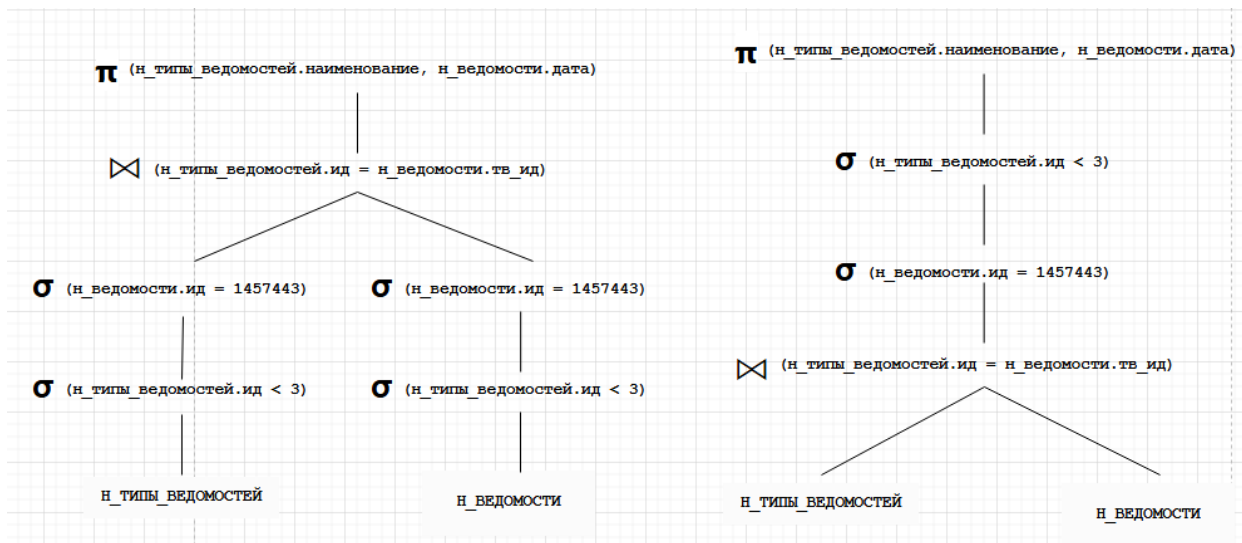 π (н_типы_ведомостей.наименование, н_ведомости.дата)
⋈ (н_типы_ведомостей.ид = н_ведомости.тв_ид)
σ (н_ведомости.ид = 1457443)
σ (н_ведомости.ид = 1457443)
σ (н_типы_ведомостей.ид < 3)
σ (н_типы_ведомостей.ид < 3)
Н_ТИПЫ_ВЕДОМОСТЕЙ
Н_ВЕДОМОСТИ
π (н_типы_ведомостей.наименование, н_ведомости.дата)
σ (н_типы_ведомостей.ид < 3)
σ (н_ведомости.ид = 1457443)
⋈ (н_типы_ведомостей.ид = н_ведомости.тв_ид)
Н_ТИПЫ_ВЕДОМОСТЕЙ
Н_ВЕДОМОСТИ